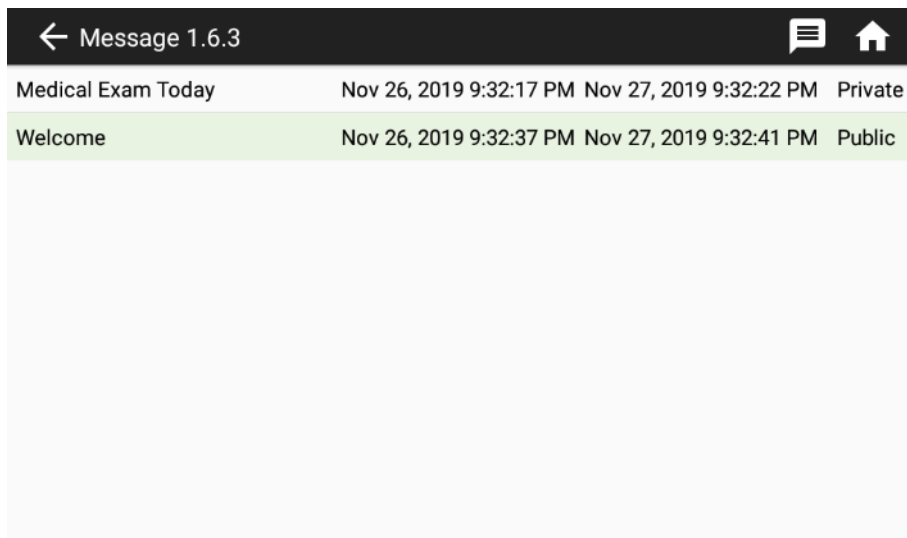 Message 1.6.3
Medical Exam Today Nov 26, 2019 9:32:17 PM Nov 27, 2019 9:32:22 PM Private
Welcome Nov 26, 2019 9:32:37 PM Nov 27, 2019 9:32:41 PM Public